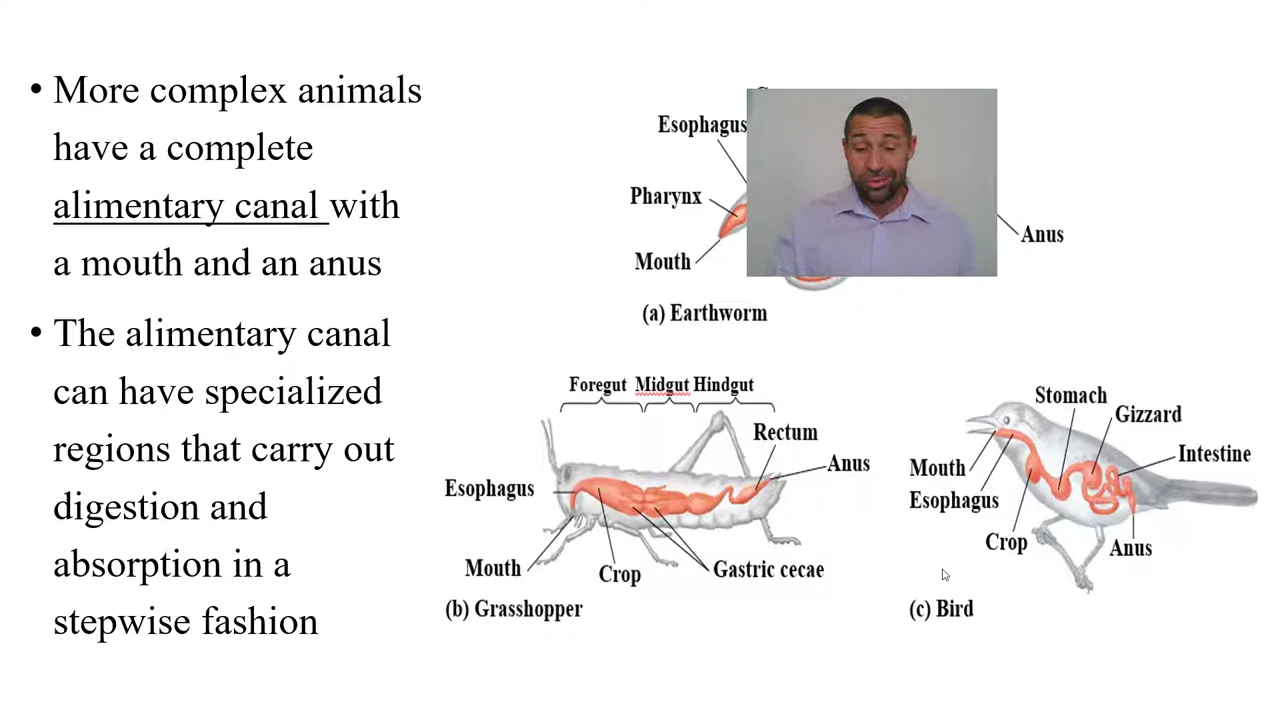 • More complex animals
have a complete
alimentary canal with
a mouth and an anus
• The alimentary canal
can have specialized
regions that carry out
digestion and
absorption in a
stepwise fashion
Esophagus
Pharynx
Mouth
Anus
(a) Earthworm
Foregut Midgut Hindgut
Rectum
Anus
Esophagus
Mouth
Crop
Gastric cecae
(b) Grasshopper
Stomach
Gizzard
Intestine
Mouth
Esophagus
Crop
Anus
(c) Bird